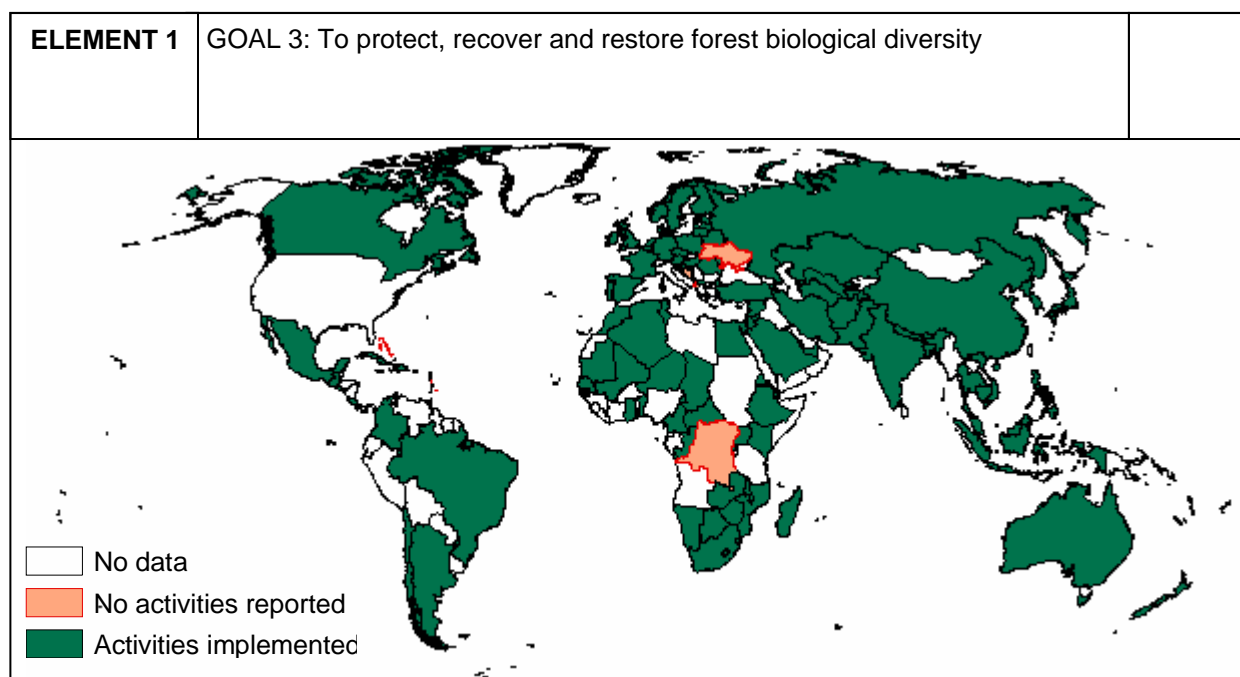 ELEMENT 1
GOAL 3: To protect, recover and restore forest biological diversity
No data
No activities reported
Activities implemented